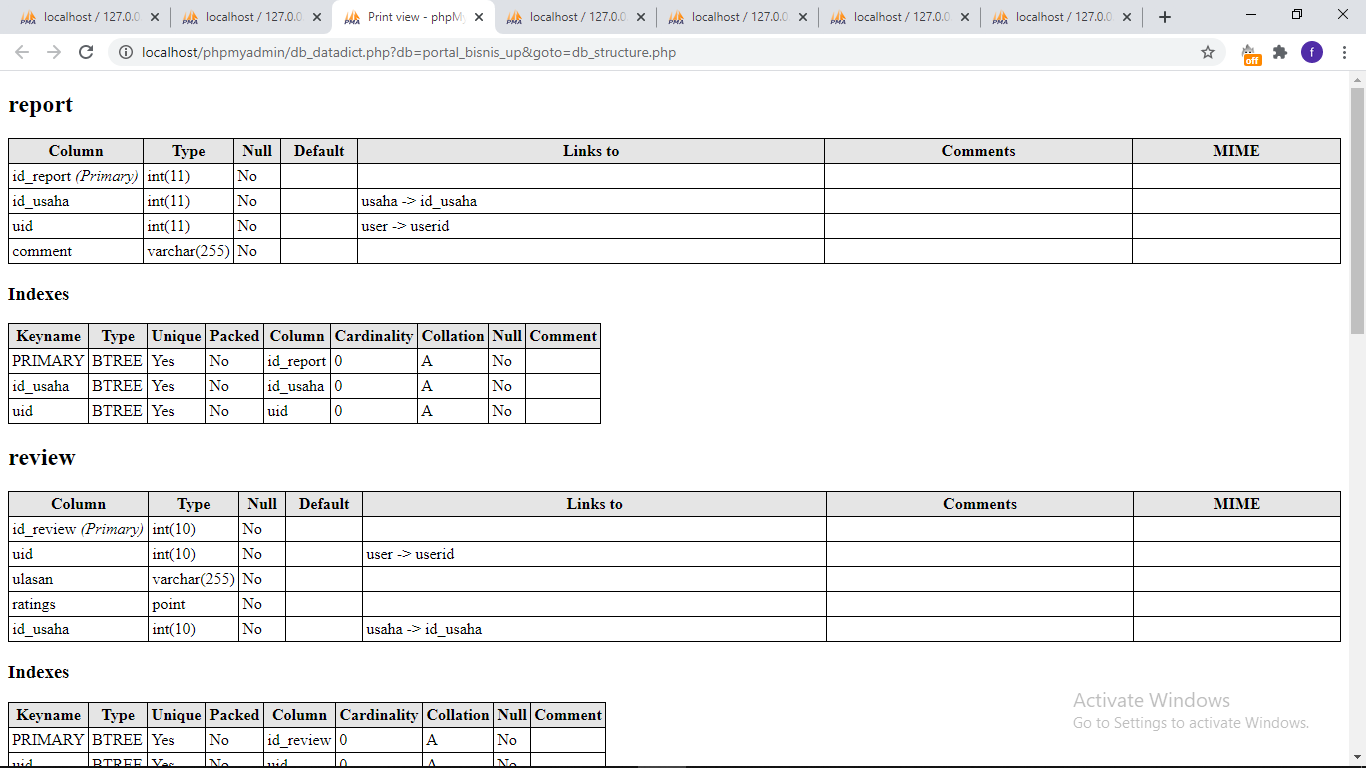 localhost / 127.0.0 localhost / 127.0.0 Print view - phpMy localhost / 127.0.0 localhost / 127.0.0 localhost / 127.0.0 localhost / 127.0.0
localhost/phpmyadmin/db_datadict.php?db=portal_bisnis_up&goto=db_structure.php off f
report
Column Type Null Default Links to Comments MIME
id_report (Primary) int(11) No
id_usaha int(11) No usaha -> id_usaha
uid int(11) No user -> userid
comment varchar(255) No
Indexes
Keyname Type Unique Packed Column Cardinality Collation Null Comment
PRIMARY BTREE Yes No id_report 0 A No
id_usaha BTREE Yes No id_usaha 0 A No
uid BTREE Yes No uid 0 A No
review
Column Type Null Default Links to Comments MIME
id_review (Primary) int(10) No
uid int(10) No user -> userid
ulasan varchar(255) No
ratings point No
id_usaha int(10) No usaha -> id_usaha
Indexes
Keyname Type Unique Packed Column Cardinality Collation Null Comment
PRIMARY BTREE Yes No id_review 0 A No
uid BTREE Yes No uid 0 A No
Activate Windows
Go to Settings to activate Windows.